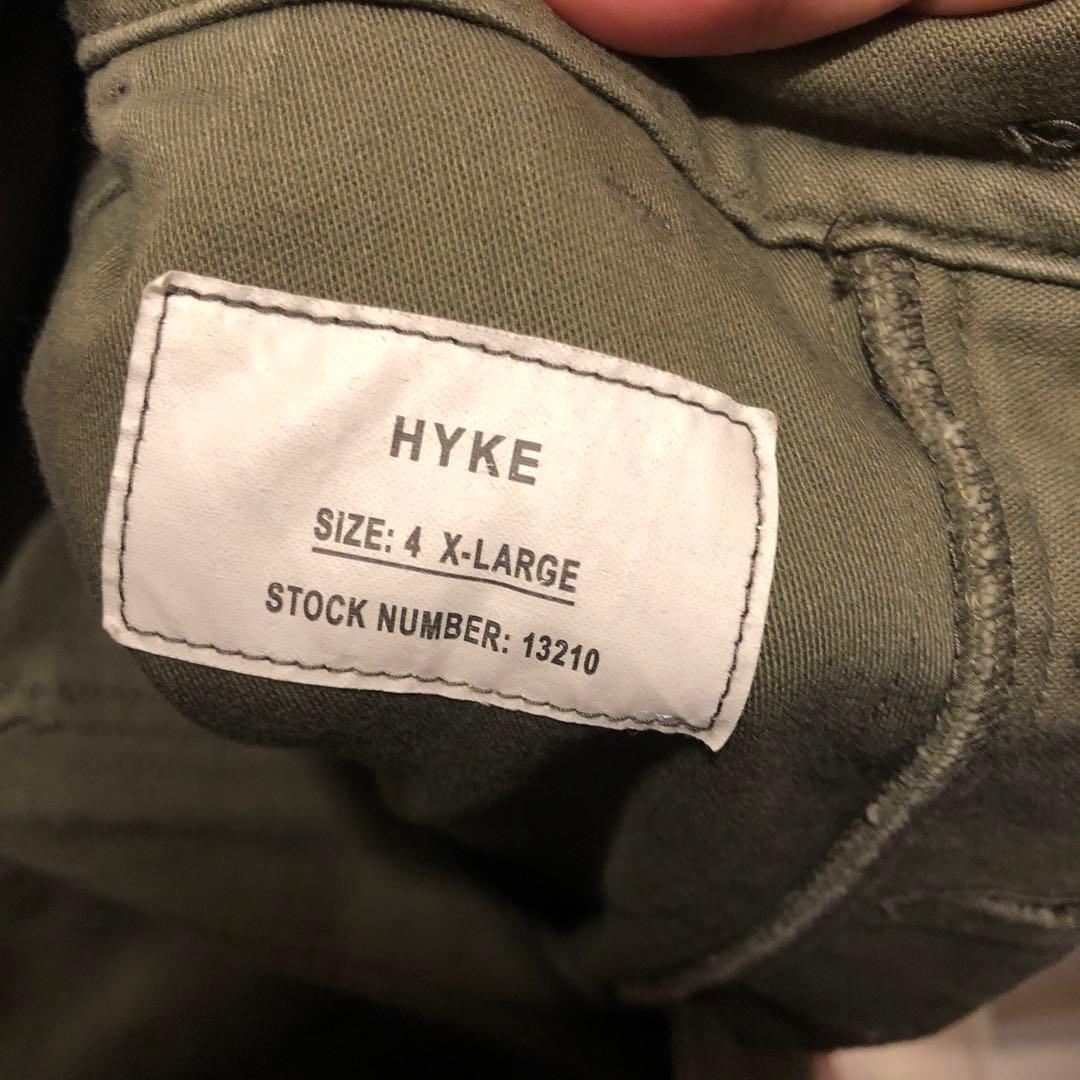 HYKE
SIZE: 4 X-LARGE
STOCK NUMBER: 13210